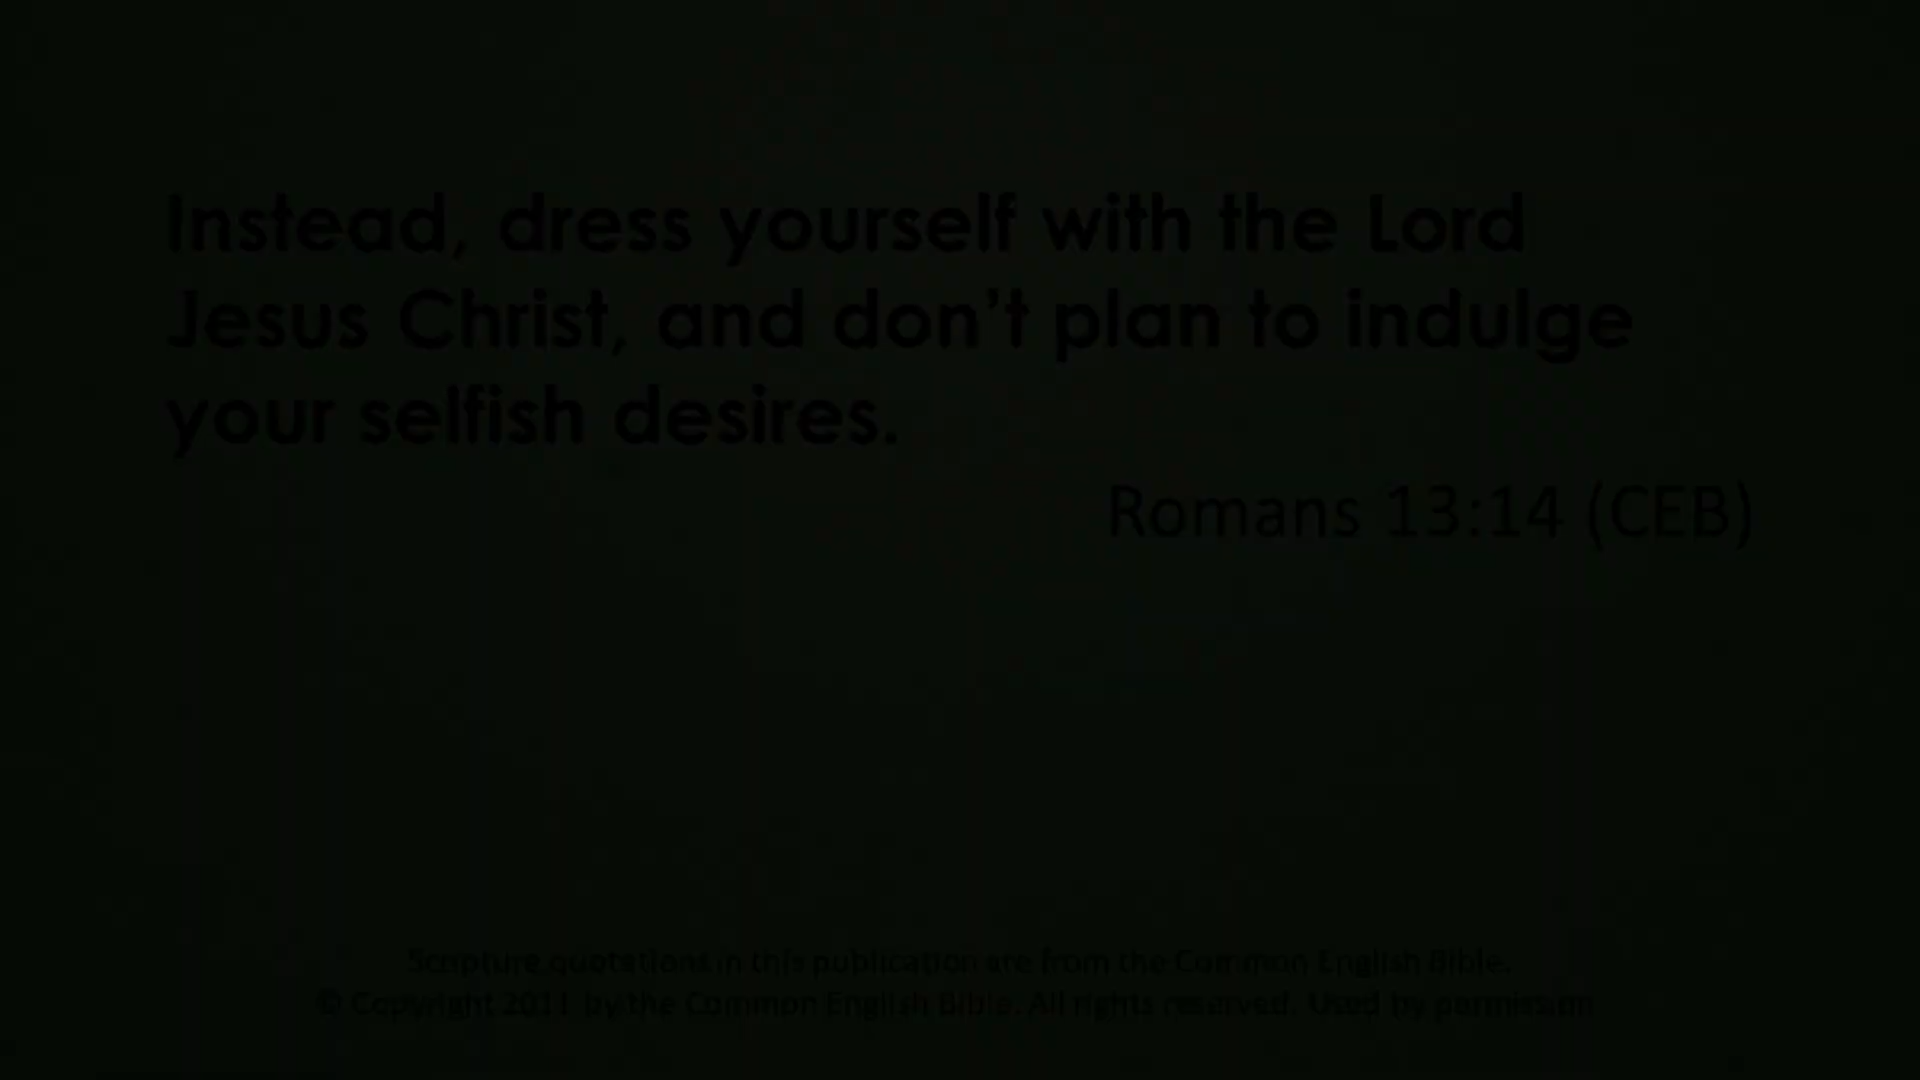 Instead, dress yourself with the Lord
Jesus Christ, and don't plan to indulge
your selfish desires.
Romans 13:14 (CEB)
Scripture quotations in this publication are from the Common English Bible.
© Copyright 2011 by the Common English Bible. All rights reserved. Used by permission